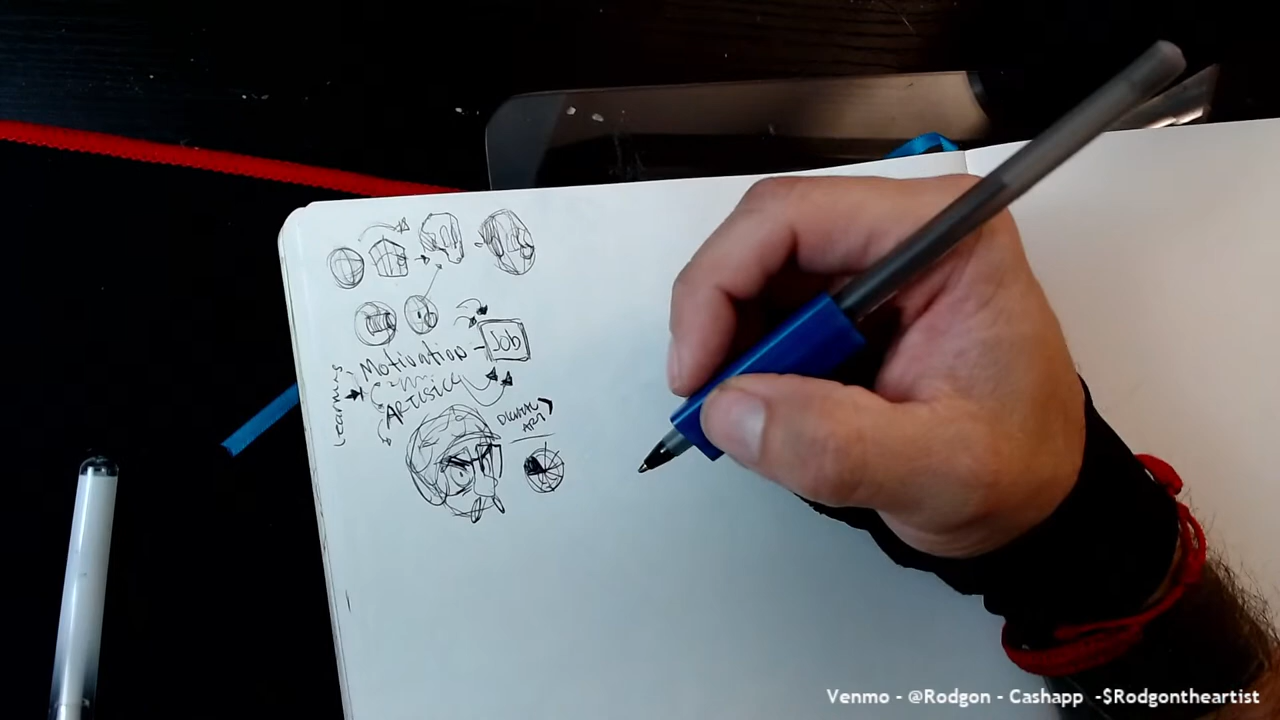 Motivation - Job
Learning
ARTistic
DIGITAL
ART
Venmo - @Rodgon - Cashapp -$Rodgontheartist